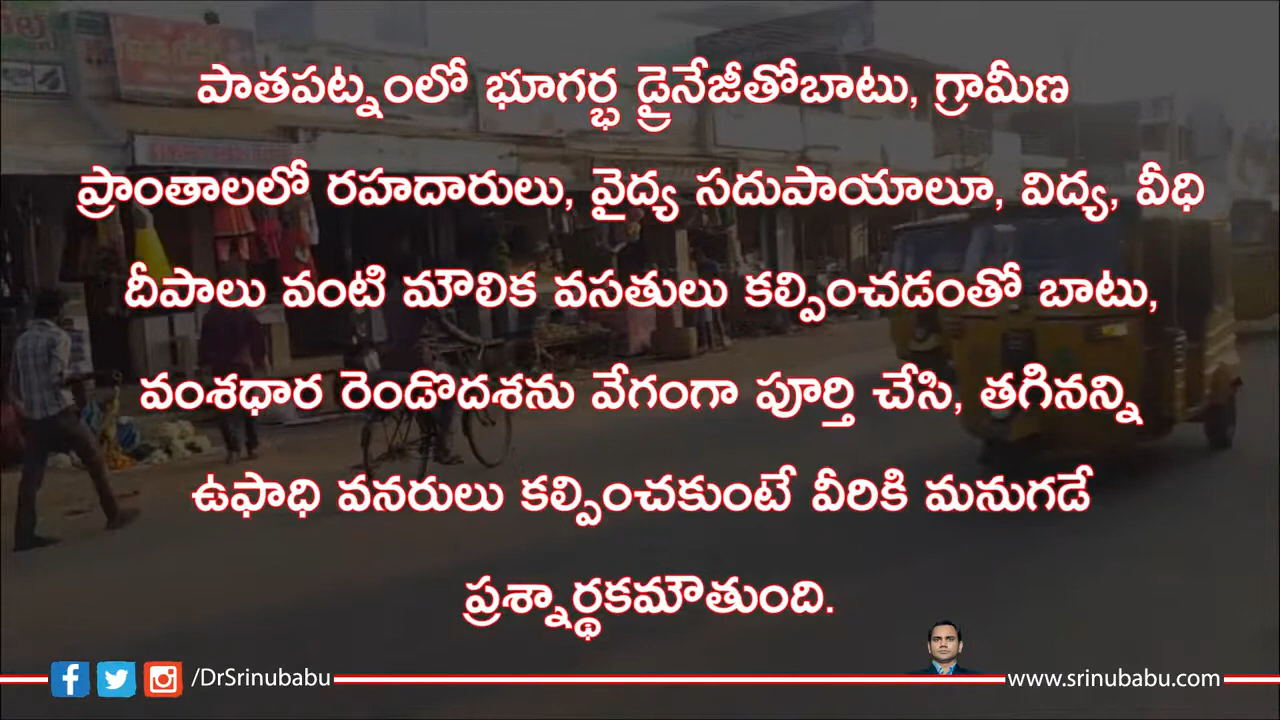 పాతపట్నంలో భూగర్భ డ్రైనేజీతోబాటు, గ్రామీణ
ప్రాంతాలలో రహదారులు, వైద్య సదుపాయాలూ, విద్య, వీధి
దీపాలు వంటి మౌలిక వసతులు కల్పించడంతో బాటు,
వంశధార రెండొదశను వేగంగా పూర్తి చేసి, తగినన్ని
ఉఫాధి వనరులు కల్పించకుంటే వీరికి మనుగడే
ప్రశ్నార్థకమౌతుంది.
/DrSrinubabu
www.srinubabu.com